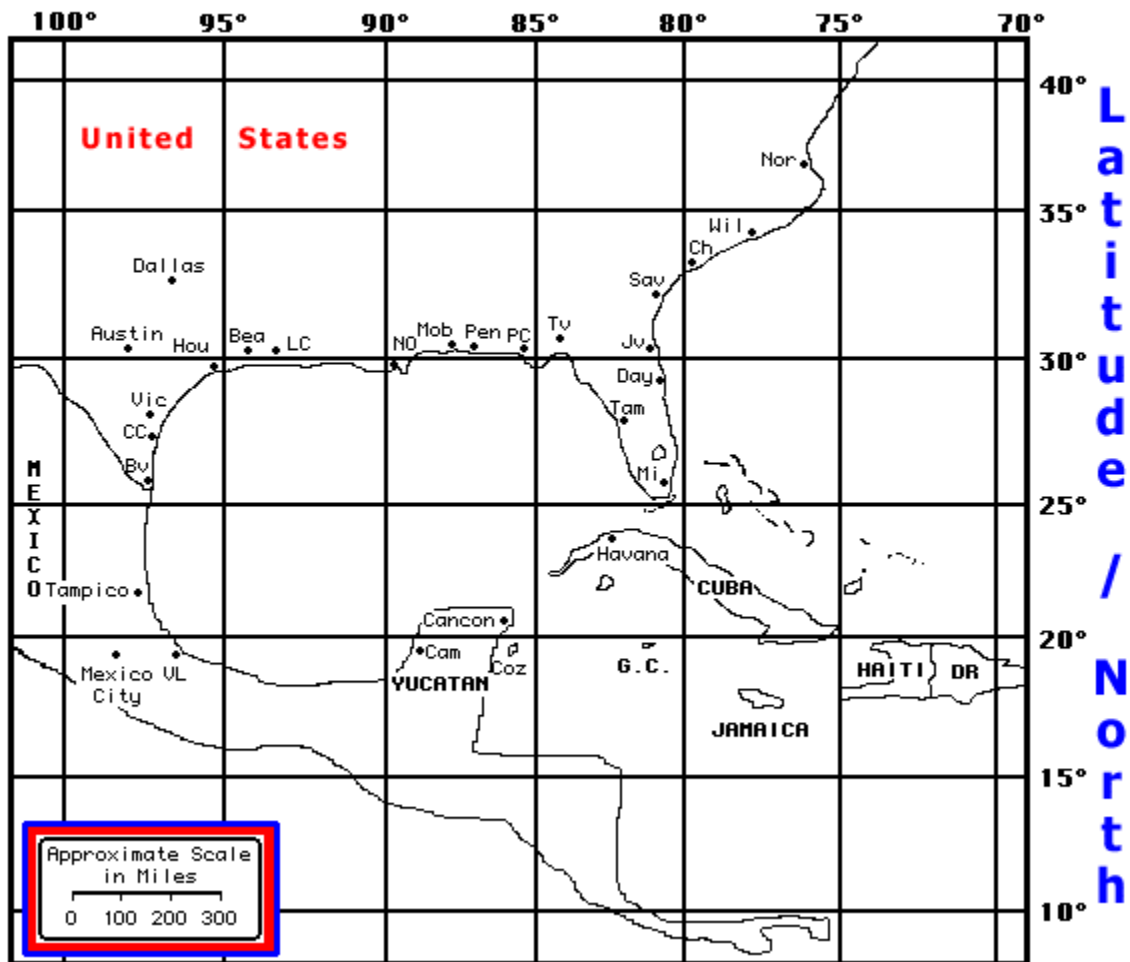 100° 95° 90° 85° 80° 75° 70°
40°
United States
Nor
35°
Wil
Ch
Dallas
Sav
Austin Hou Bea LC NO Mob Pen PC Tv Jv
30°
Day
Vic
Tam
CC
Bv
Mi
25°
MEXICO
Havana
Tampico
CUBA
Cancon
20°
Cam
Coz
G.C.
HAITI DR
Mexico VL
City
YUCATAN
JAMAICA
15°
Approximate Scale
in Miles
0 100 200 300
10°
Latitude / North